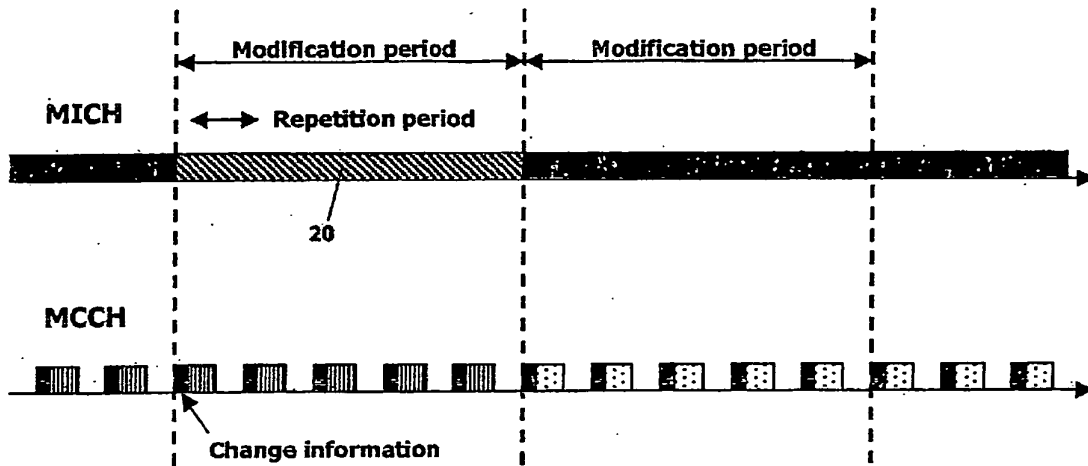 Modification period
Modification period
MICH
Repetition period
20
MCCH
Change information